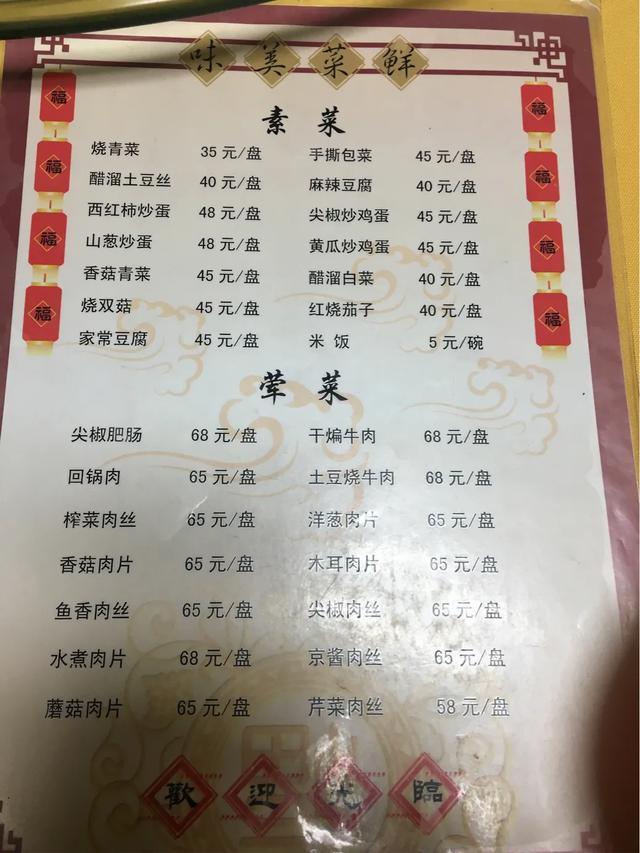 味美菜鲜
素菜
烧青菜 35元/盘 手撕包菜 45元/盘
醋溜土豆丝 40元/盘 麻辣豆腐 40元/盘
西红柿炒蛋 48元/盘 尖椒炒鸡蛋 45元/盘
山葱炒蛋 48元/盘 黄瓜炒鸡蛋 45元/盘
香菇青菜 45元/盘 醋溜白菜 40元/盘
烧双菇 45元/盘 红烧茄子 40元/盘
家常豆腐 45元/盘 米饭 5元/碗
荤菜
尖椒肥肠 68元/盘 干煸牛肉 68元/盘
回锅肉 65元/盘 土豆烧牛肉 68元/盘
榨菜肉丝 65元/盘 洋葱肉片 65元/盘
香菇肉片 65元/盘 木耳肉片 65元/盘
鱼香肉丝 65元/盘 尖椒肉丝 65元/盘
水煮肉片 68元/盘 京酱肉丝 65元/盘
蘑菇肉片 65元/盘 芹菜肉丝 58元/盘
歡迎光臨
福
福
福
福
福
福
福
福